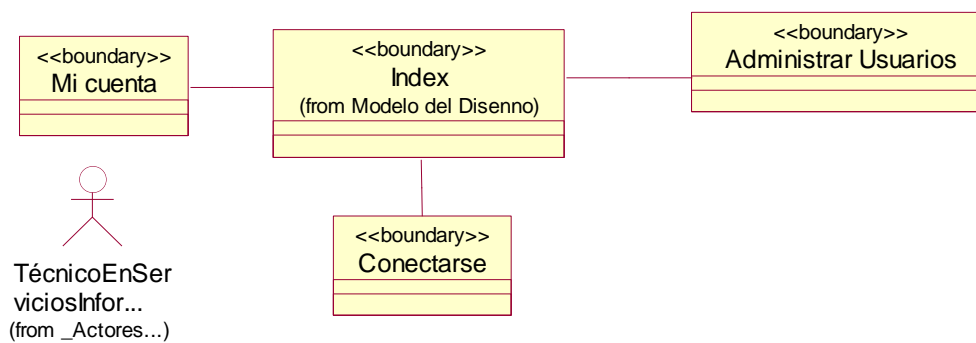 <<boundary>>
Mi cuenta
<<boundary>>
Index
(from Modelo del Disenno)
<<boundary>>
Administrar Usuarios
<<boundary>>
Conectarse
TécnicoEnSer
viciosInfor...
(from _Actores...)